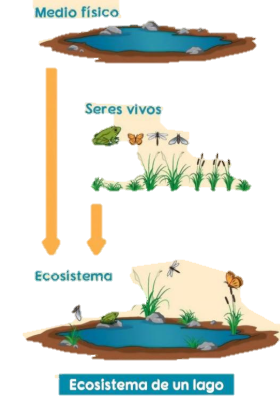 Medio físico
Seres vivos
Ecosistema
Ecosistema de un lago